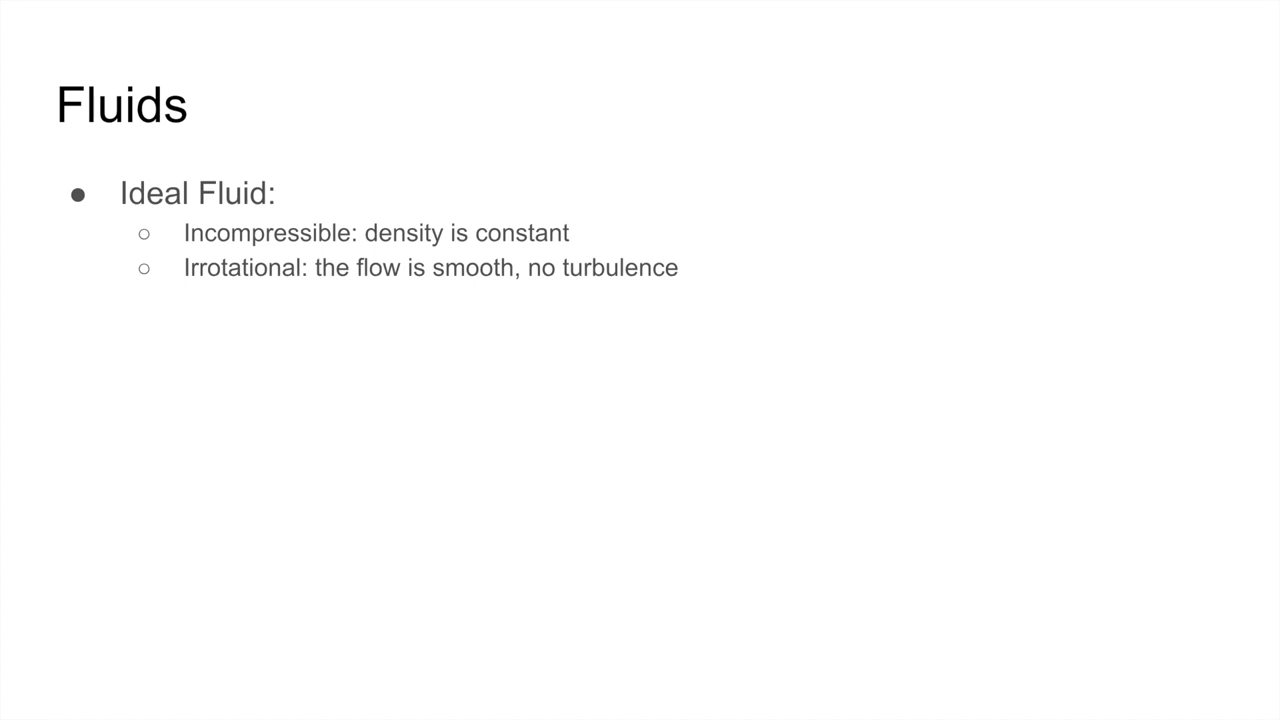 Fluids
● Ideal Fluid:
○ Incompressible: density is constant
○ Irrotational: the flow is smooth, no turbulence